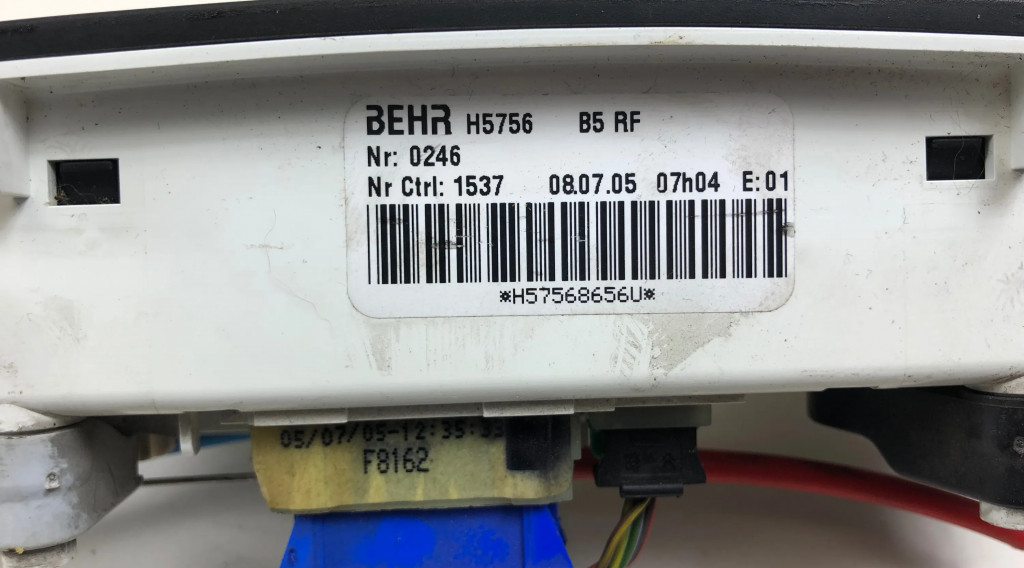 BEHR H5756 B5 RF
Nr: 0246
Nr Ctrl: 1537 08.07.05 07h04 E:01
*H57568656U*
05/07/05-12:35:33
F8162